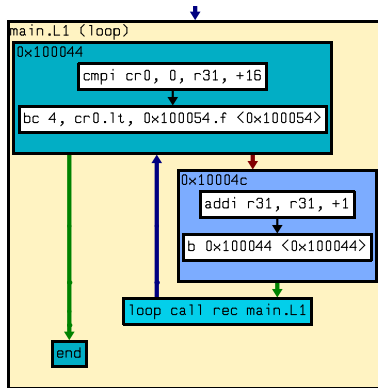 main.L1 (loop)
0x100044
cmpi cr0, 0, r31, +16
bc 4, cr0.lt, 0x100054.f <0x100054>
0x10004c
addi r31, r31, +1
b 0x100044 <0x100044>
loop call rec main.L1
end